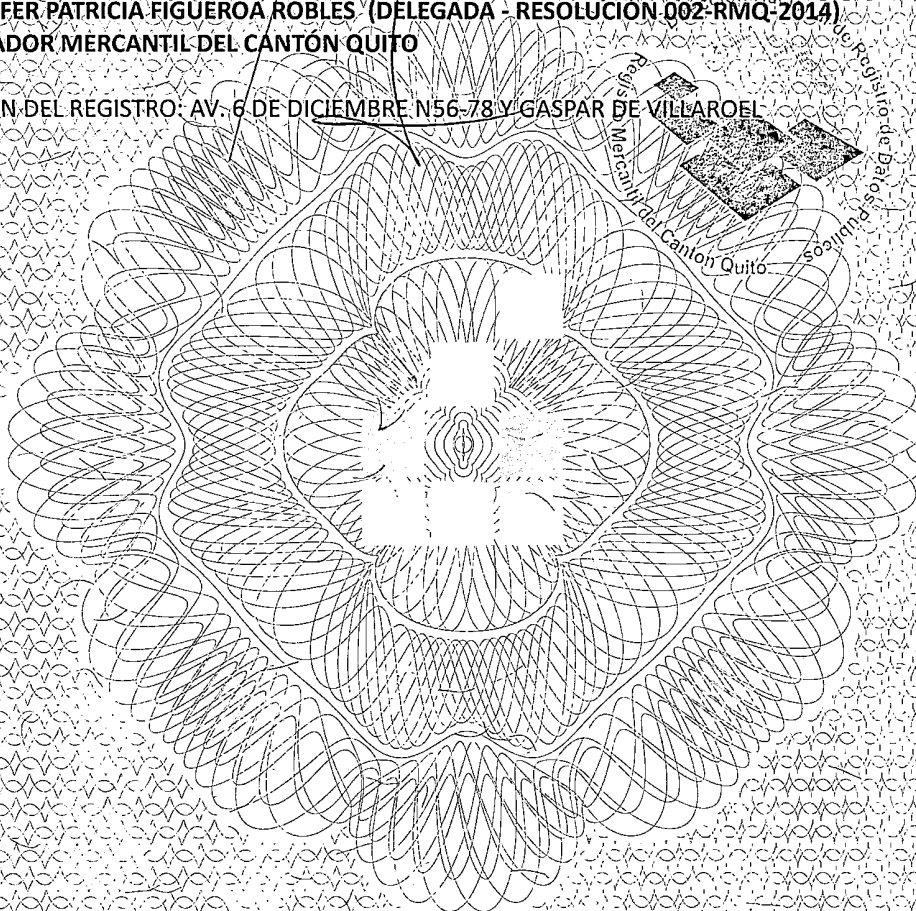 FER PATRICIA FIGUEROA ROBLES (DELEGADA - RESOLUCIÓN 002-RMQ-2014)
ADOR MERCANTIL DEL CANTÓN QUITO
N DEL REGISTRO: AV. 6 DE DICIEMBRE N56-78 Y GASPAR DE VILLAROEL
de Registro de Datos Públicos
Registro Mercantil del Cantón Quito